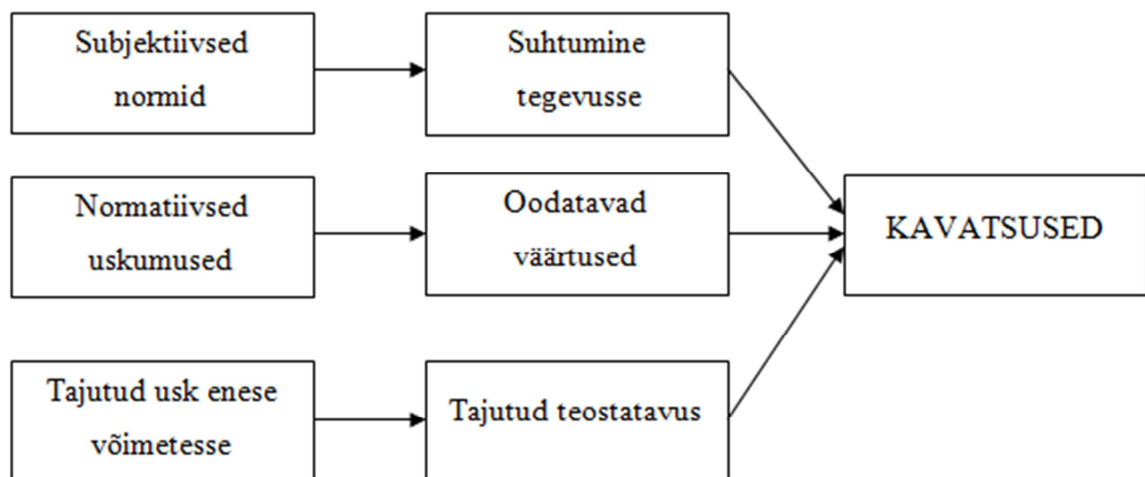 Subjektiivsed
normid
Suhtumine
tegevusse
Normatiivsed
uskumused
Oodatavad
väärtused
KAVATSUSED
Tajutud usk enese
võimetesse
Tajutud teostatavus